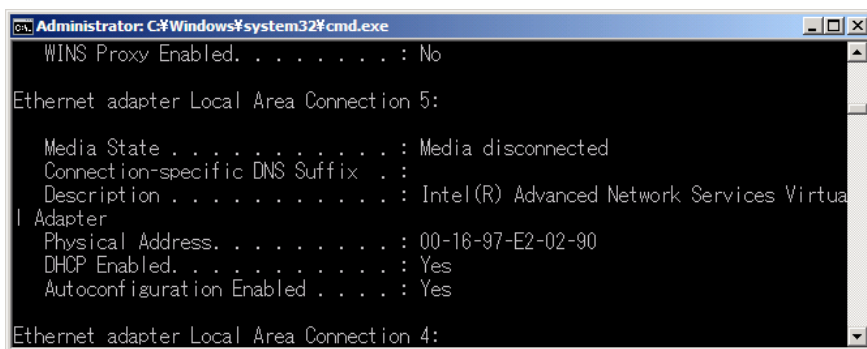 Administrator: C:¥Windows¥system32¥cmd.exe
WINS Proxy Enabled. . . . . . . . : No
Ethernet adapter Local Area Connection 5:
Media State . . . . . . . . . . . : Media disconnected
Connection-specific DNS Suffix  . :
Description . . . . . . . . . . . : Intel(R) Advanced Network Services Virtua
l Adapter
Physical Address. . . . . . . . . : 00-16-97-E2-02-90
DHCP Enabled. . . . . . . . . . . : Yes
Autoconfiguration Enabled . . . . : Yes
Ethernet adapter Local Area Connection 4: